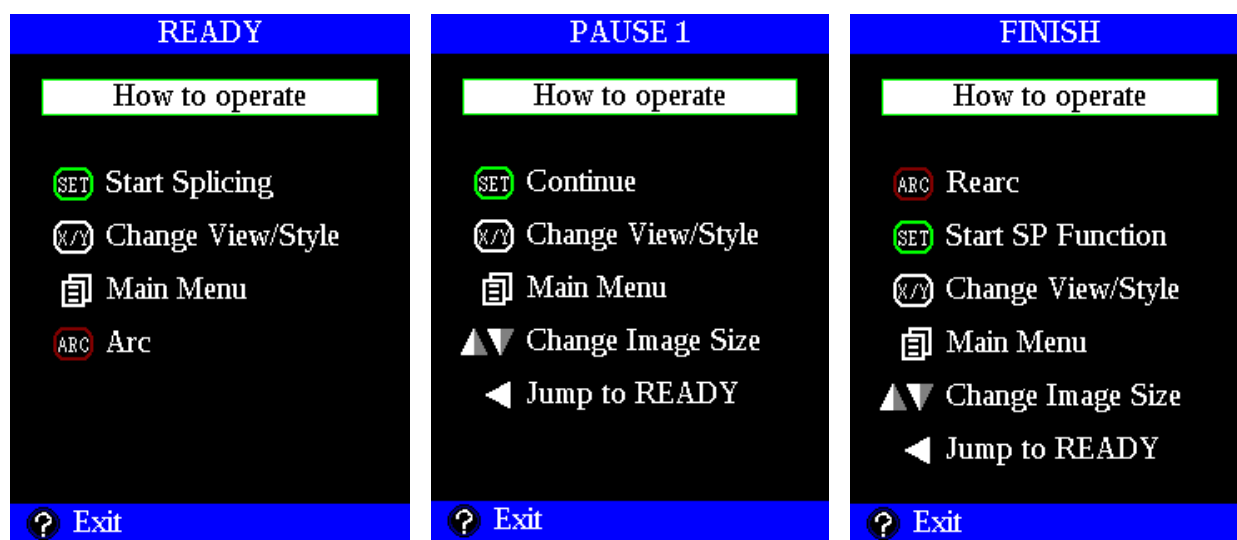 READY
How to operate
SET Start Splicing
X/Y Change View/Style
Main Menu
ARC Arc
? Exit
PAUSE 1
How to operate
SET Continue
X/Y Change View/Style
Main Menu
Change Image Size
Jump to READY
? Exit
FINISH
How to operate
ARC Rearc
SET Start SP Function
X/Y Change View/Style
Main Menu
Change Image Size
Jump to READY
? Exit